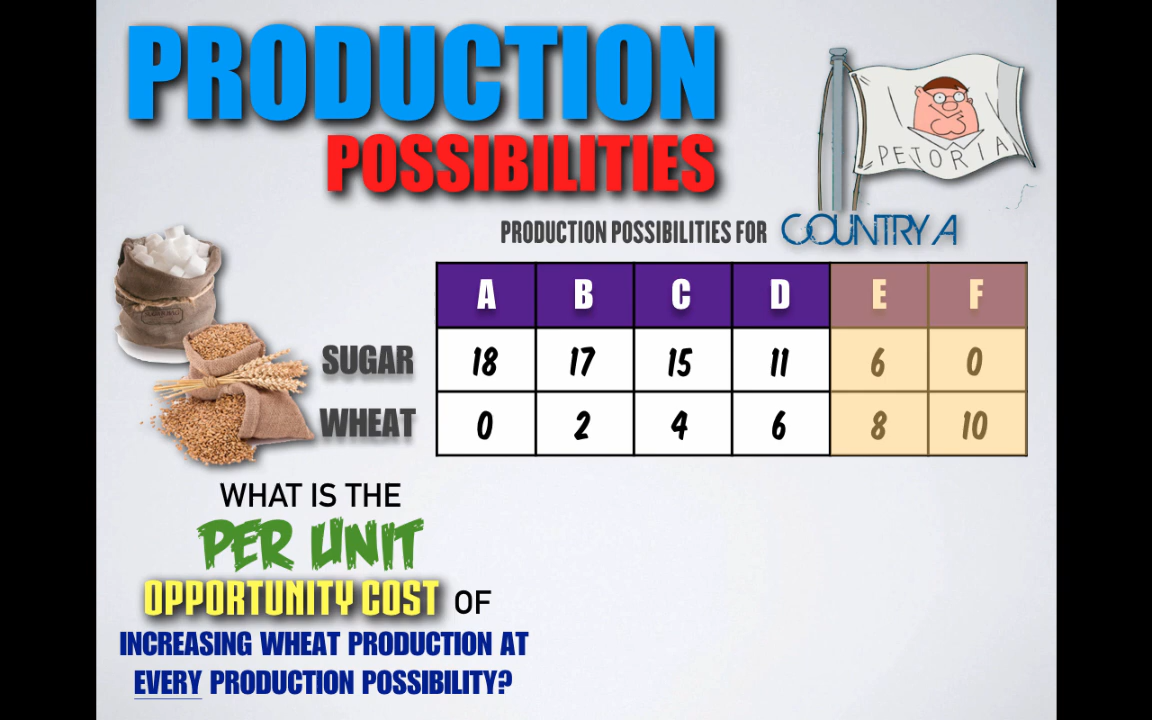 PRODUCTION
POSSIBILITIES
PETORIA
PRODUCTION POSSIBILITIES FOR COUNTRY A
A B C D E F
SUGAR 18 17 15 11 6 0
WHEAT 0 2 4 6 8 10
WHAT IS THE
PER UNIT
OPPORTUNITY COST OF
INCREASING WHEAT PRODUCTION AT
EVERY PRODUCTION POSSIBILITY?